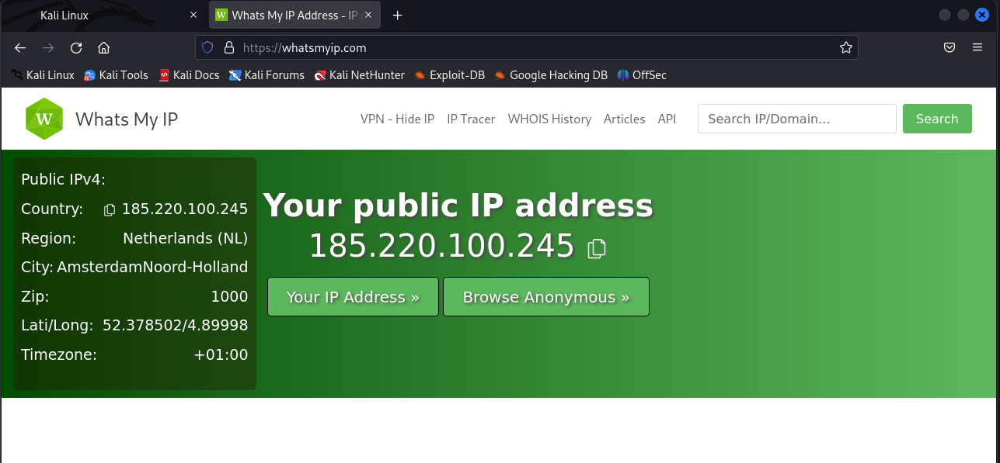 Kali Linux
Whats My IP Address - IP
https://whatsmyip.com
Kali Linux Kali Tools Kali Docs Kali Forums Kali NetHunter Exploit-DB Google Hacking DB OffSec
W Whats My IP VPN - Hide IP IP Tracer WHOIS History Articles API Search IP/Domain... Search
Public IPv4:
Country: 185.220.100.245
Region: Netherlands (NL)
City: AmsterdamNoord-Holland
Zip: 1000
Lati/Long: 52.378502/4.89998
Timezone: +01:00
Your public IP address
185.220.100.245
Your IP Address »
Browse Anonymous »